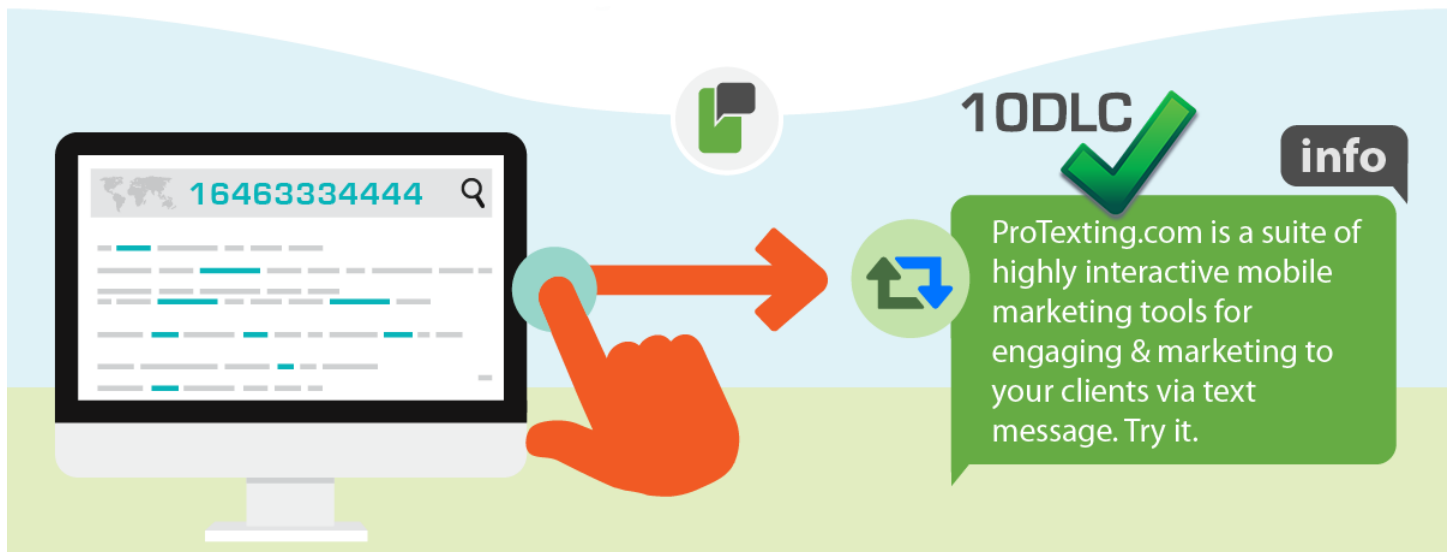 16463334444
10DLC
info
ProTexting.com is a suite of
highly interactive mobile
marketing tools for
engaging & marketing to
your clients via text
message. Try it.